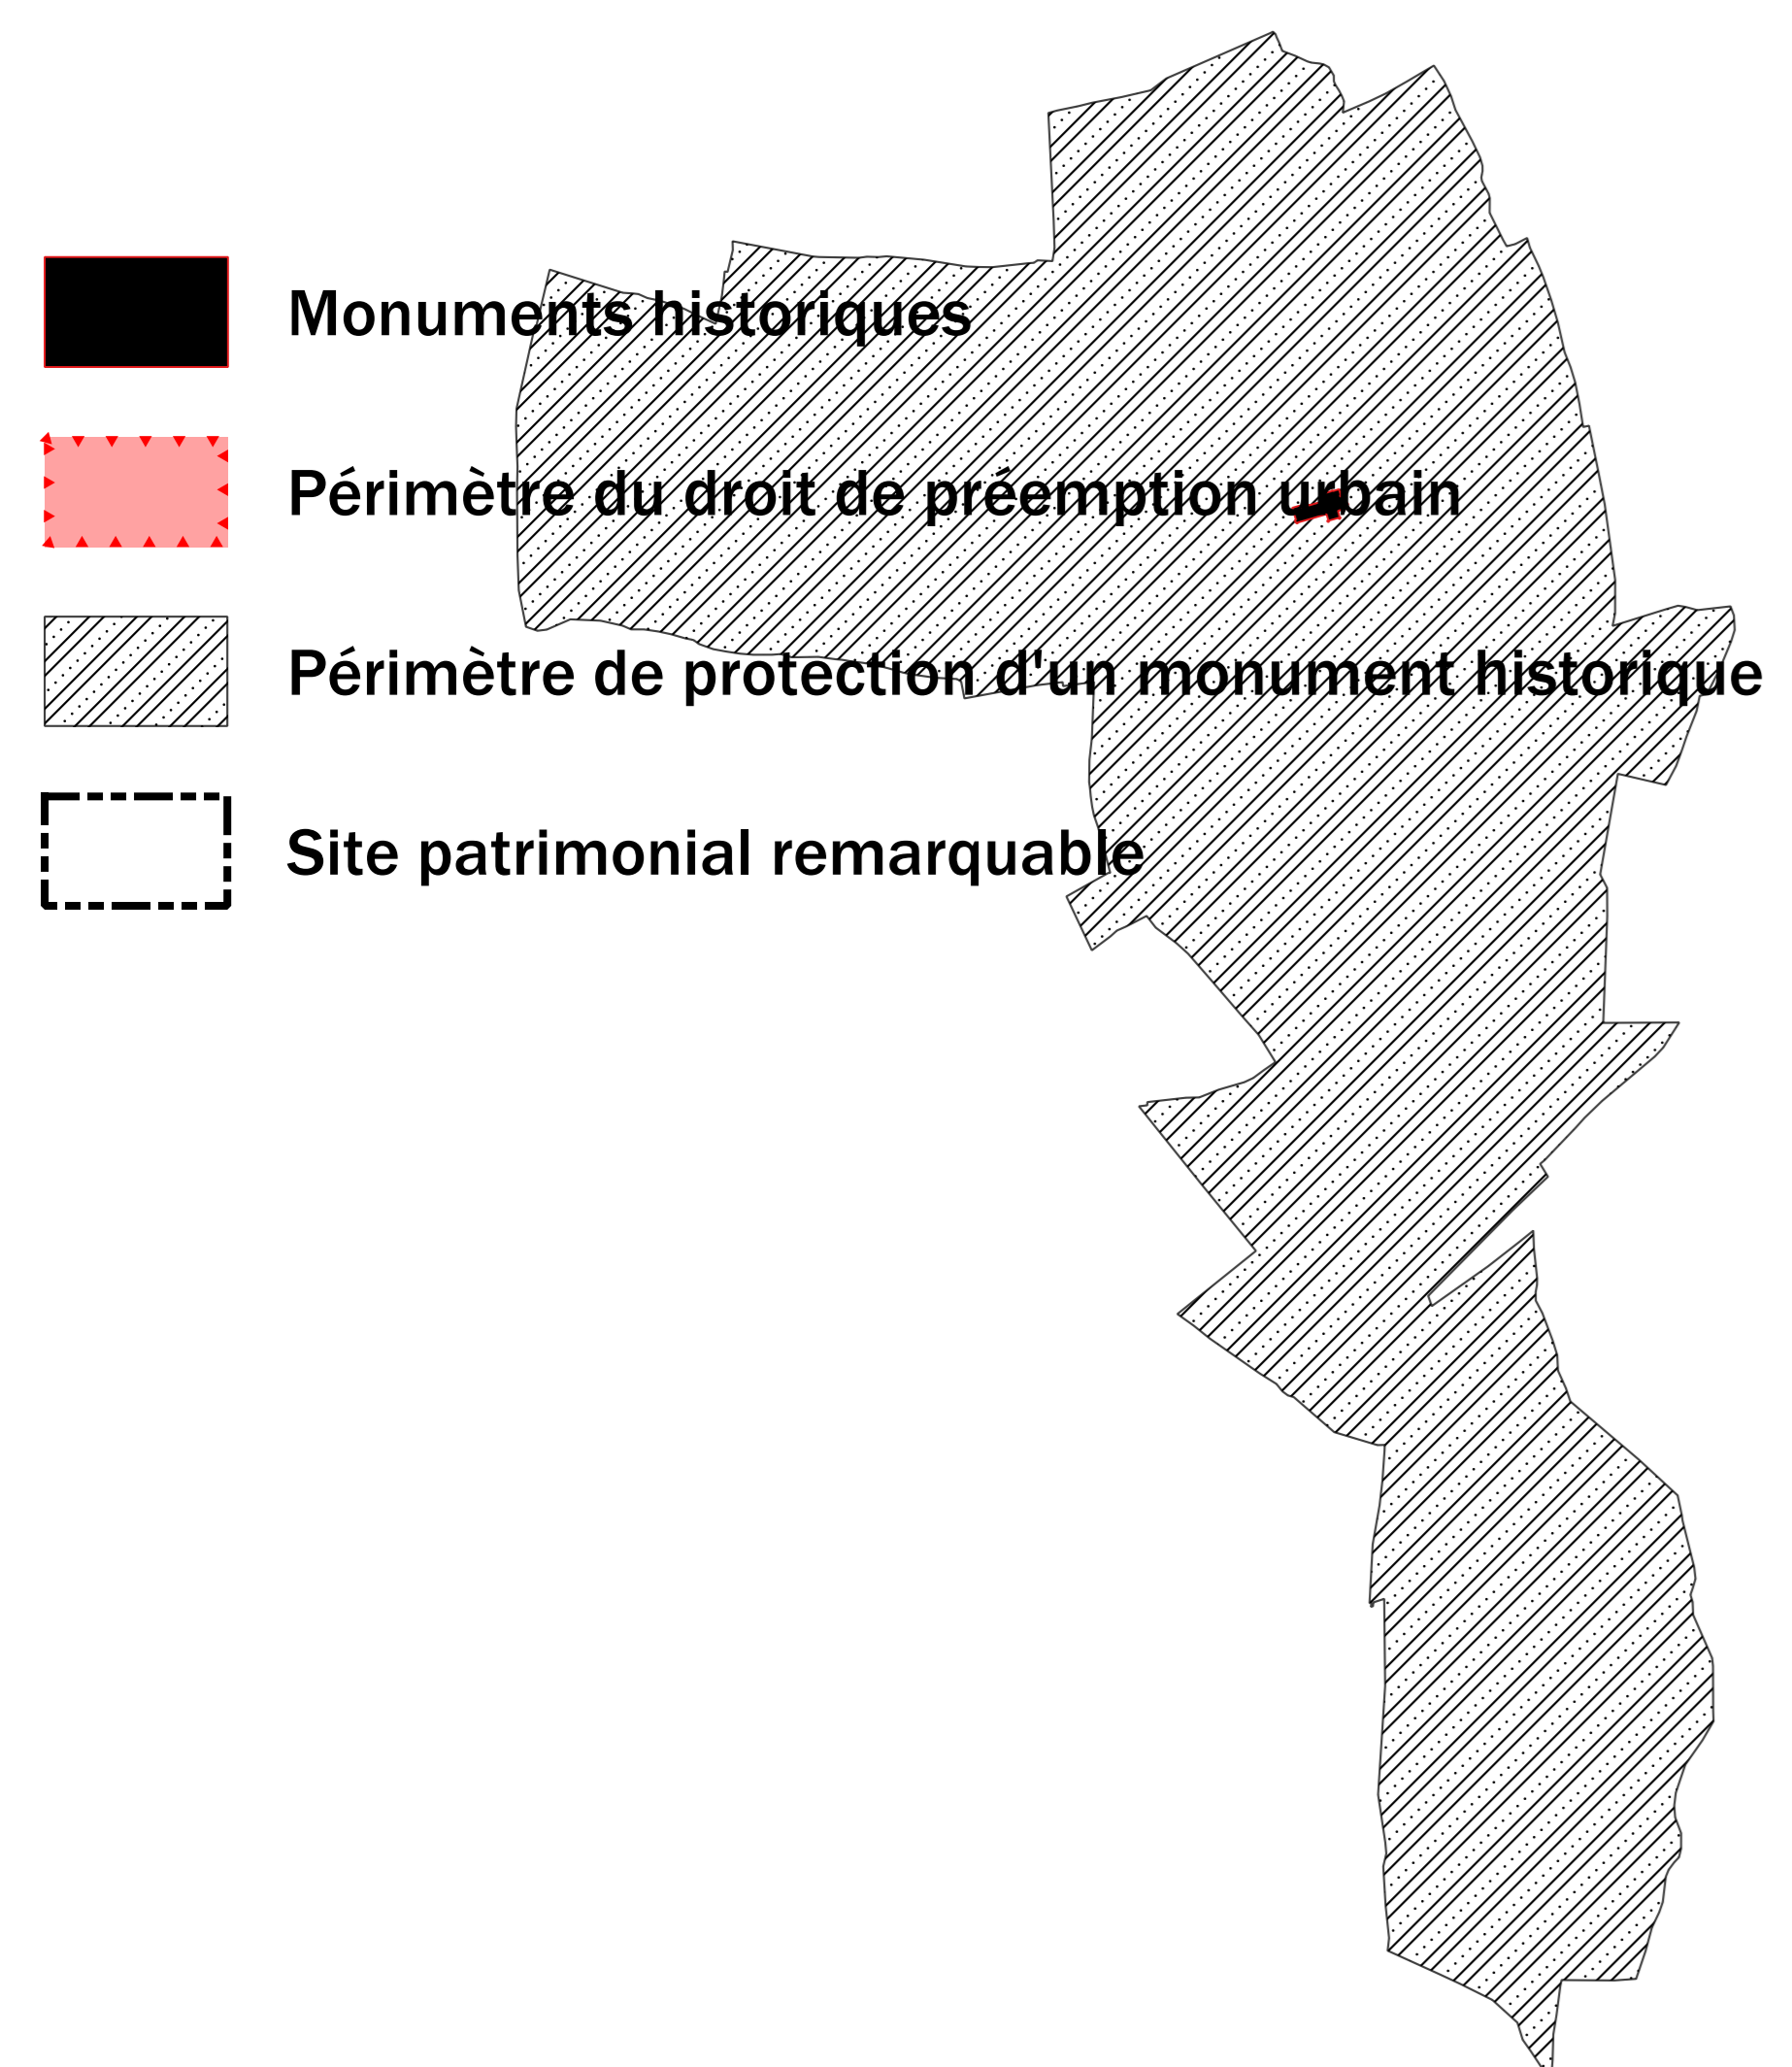 Monuments historiques
Périmètre du droit de préemption urbain
Périmètre de protection d'un monument historique
Site patrimonial remarquable